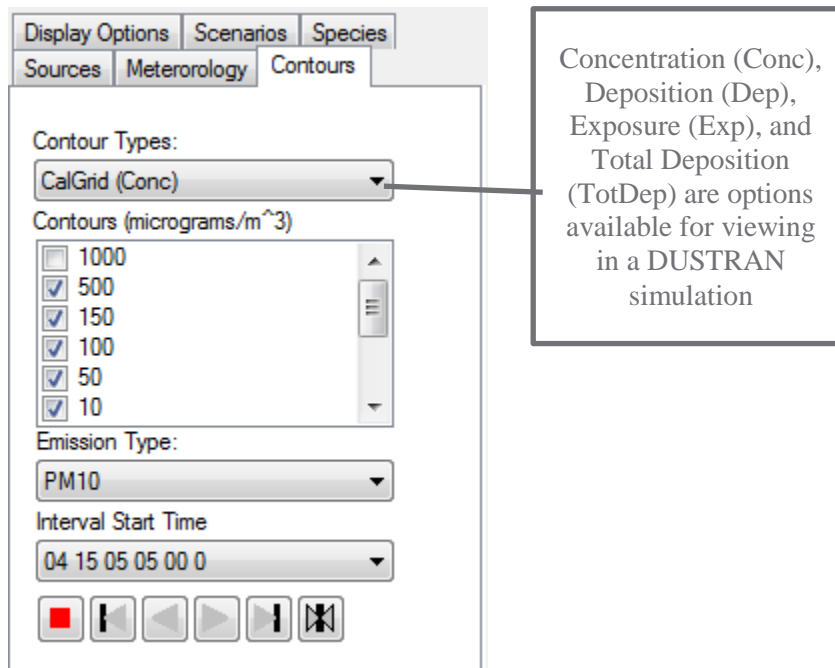 Display Options Scenarios Species
Sources Meterorology Contours
Contour Types:
CalGrid (Conc)
Contours (micrograms/m^3)
1000
500
150
100
50
10
Emission Type:
PM10
Interval Start Time
04 15 05 05 00 0
Concentration (Conc),
Deposition (Dep),
Exposure (Exp), and
Total Deposition
(TotDep) are options
available for viewing
in a DUSTRAN
simulation